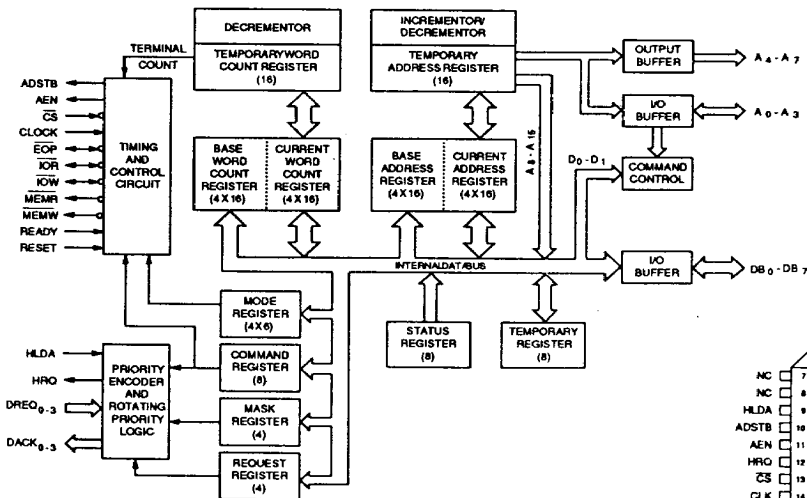 DECREMENTOR
TEMPORARY WORD
COUNT REGISTER
(16)
INCREMENTOR/
DECREMENTOR
TEMPORARY
ADDRESS REGISTER
(16)
TERMINAL
COUNT
OUTPUT
BUFFER
A4 - A7
I/O
BUFFER
A0 - A3
COMMAND
CONTROL
D0 - D1
A8 - A15
ADSTB
AEN
CS
CLOCK
EOP
IOR
IOW
MEMR
MEMW
READY
RESET
TIMING
AND
CONTROL
CIRCUIT
BASE
WORD
COUNT
REGISTER
(4X16)
CURRENT
WORD
COUNT
REGISTER
(4X16)
BASE
ADDRESS
REGISTER
(4X16)
CURRENT
ADDRESS
REGISTER
(4X16)
INTERNALDATABUS
I/O
BUFFER
DB0 - DB7
MODE
REGISTER
(4X6)
COMMAND
REGISTER
(8)
MASK
REGISTER
(4)
REQUEST
REGISTER
(4)
STATUS
REGISTER
(8)
TEMPORARY
REGISTER
(8)
HLDA
HRQ
DREQ0-3
DACK0-3
PRIORITY
ENCODER
AND
ROTATING
PRIORITY
LOGIC
NC 7
NC 8
HLDA 9
ADSTB 10
AEN 11
HRQ 12
CS 13
CLK 14